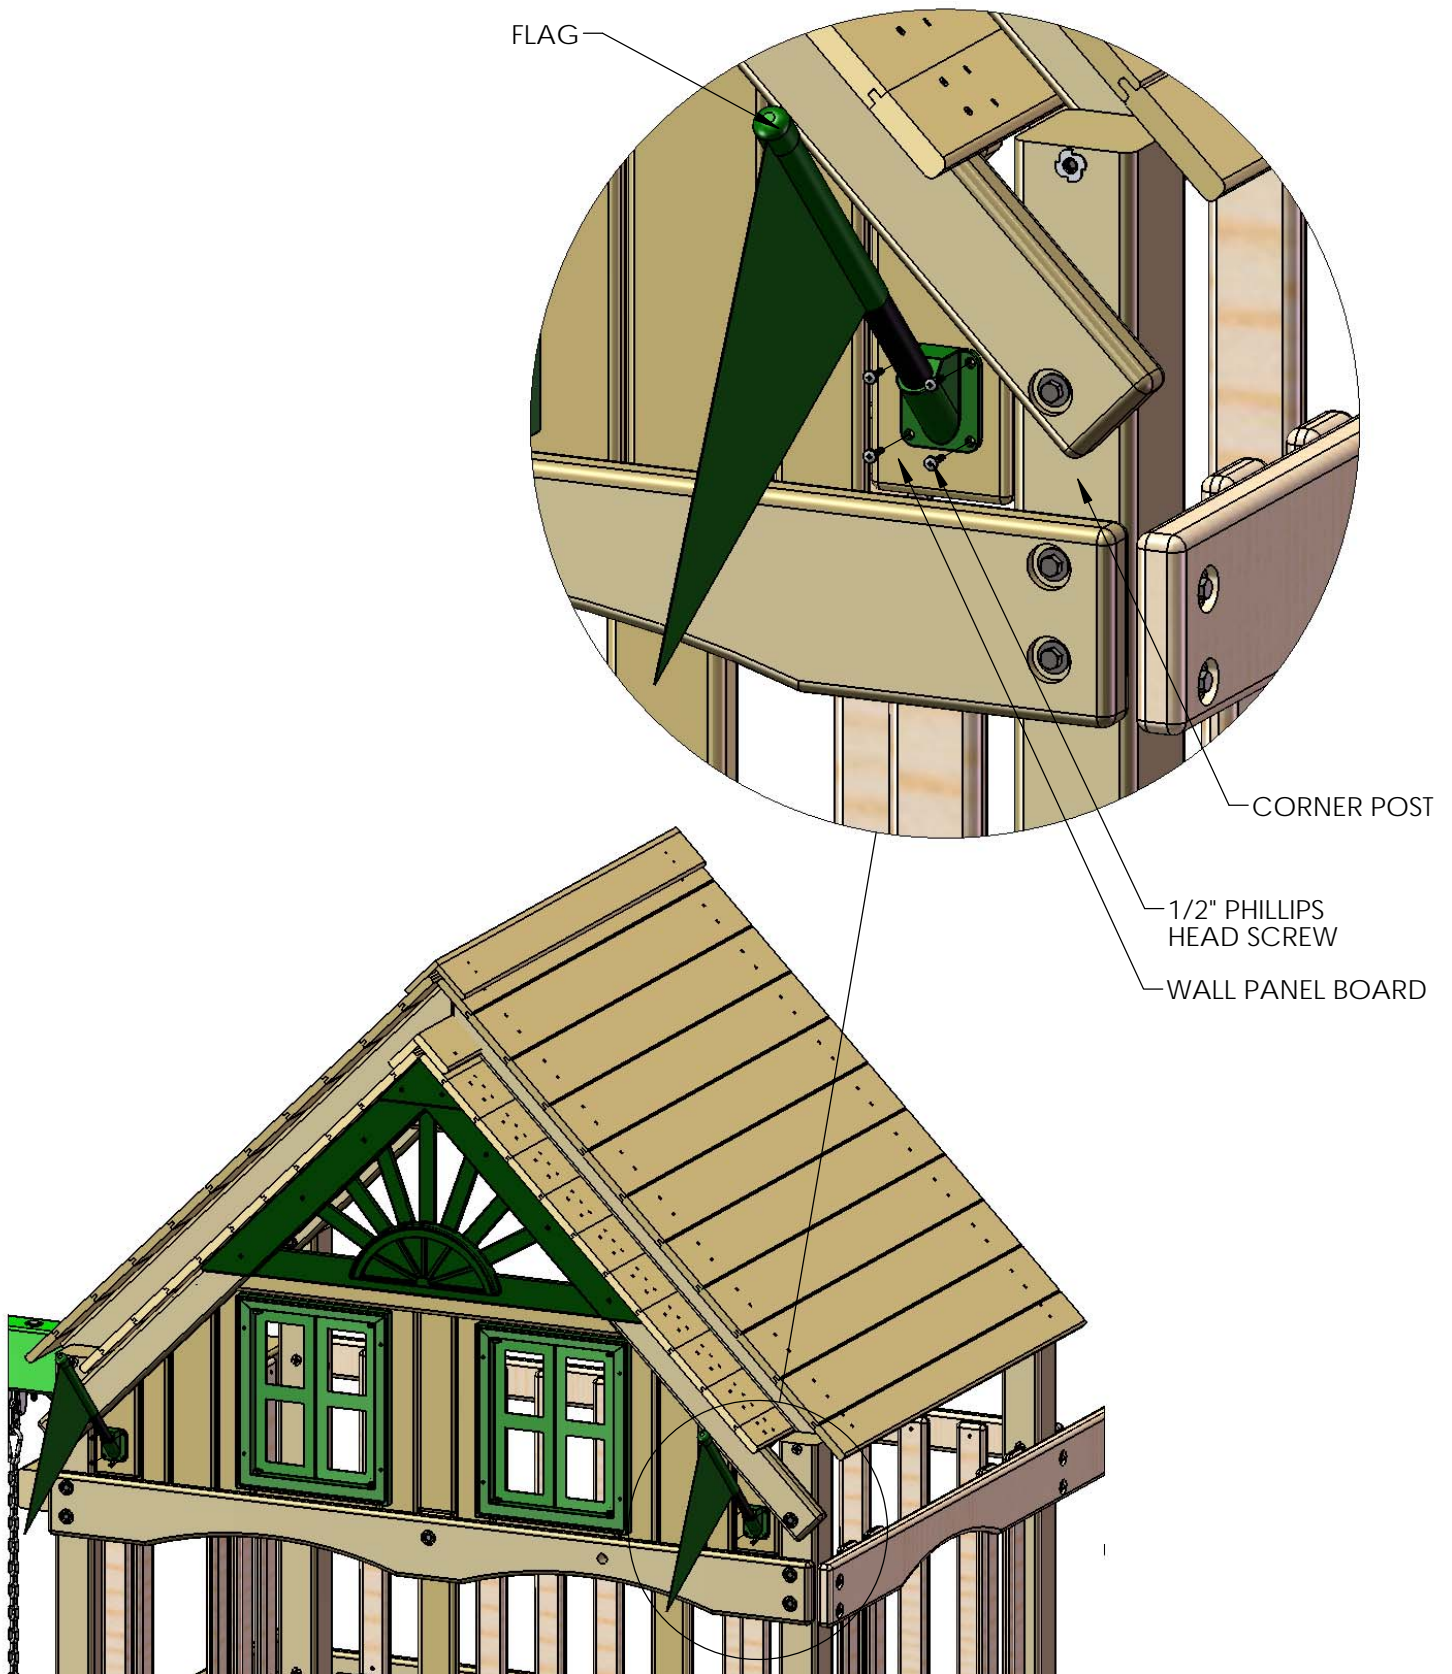 FLAG
CORNER POST
1/2" PHILLIPS
HEAD SCREW
WALL PANEL BOARD